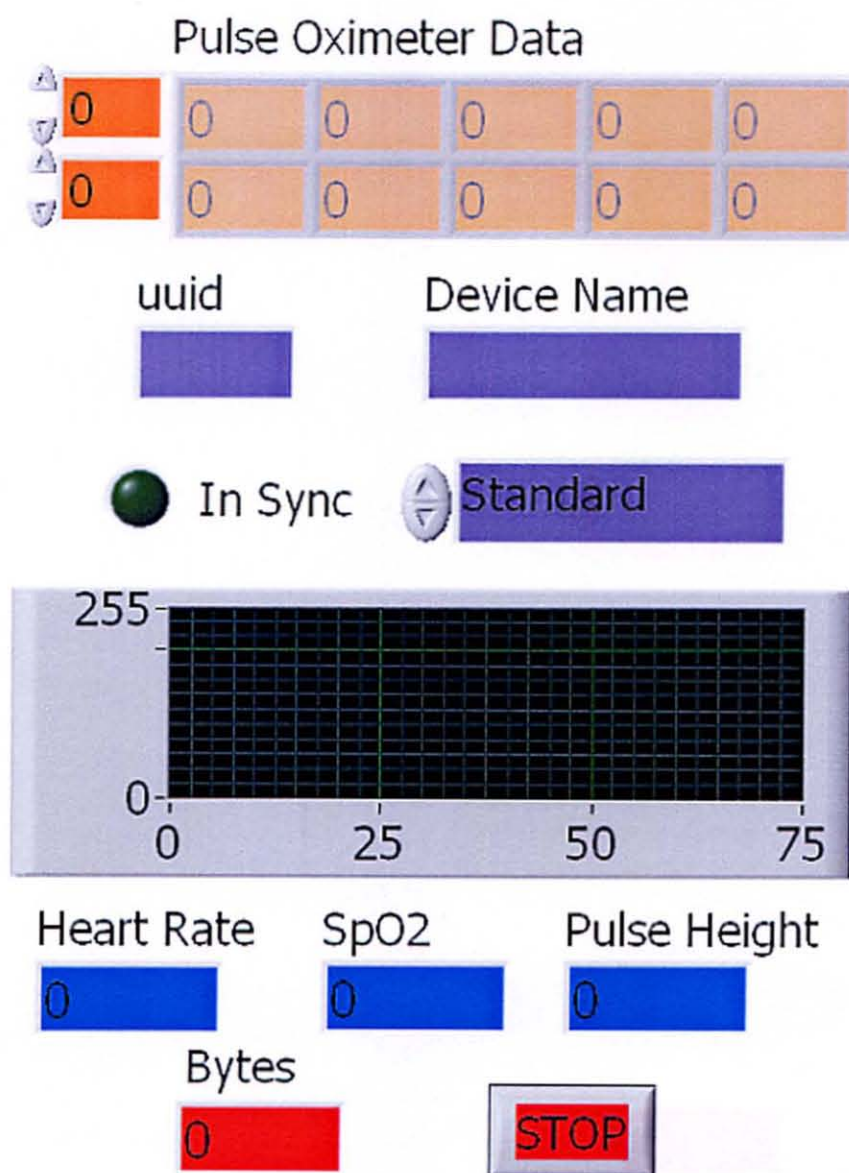 Pulse Oximeter Data
0 0 0 0 0 0
0 0 0 0 0 0
uuid Device Name
In Sync Standard
255
0
0 25 50 75
Heart Rate SpO2 Pulse Height
0 0 0
Bytes
0 STOP